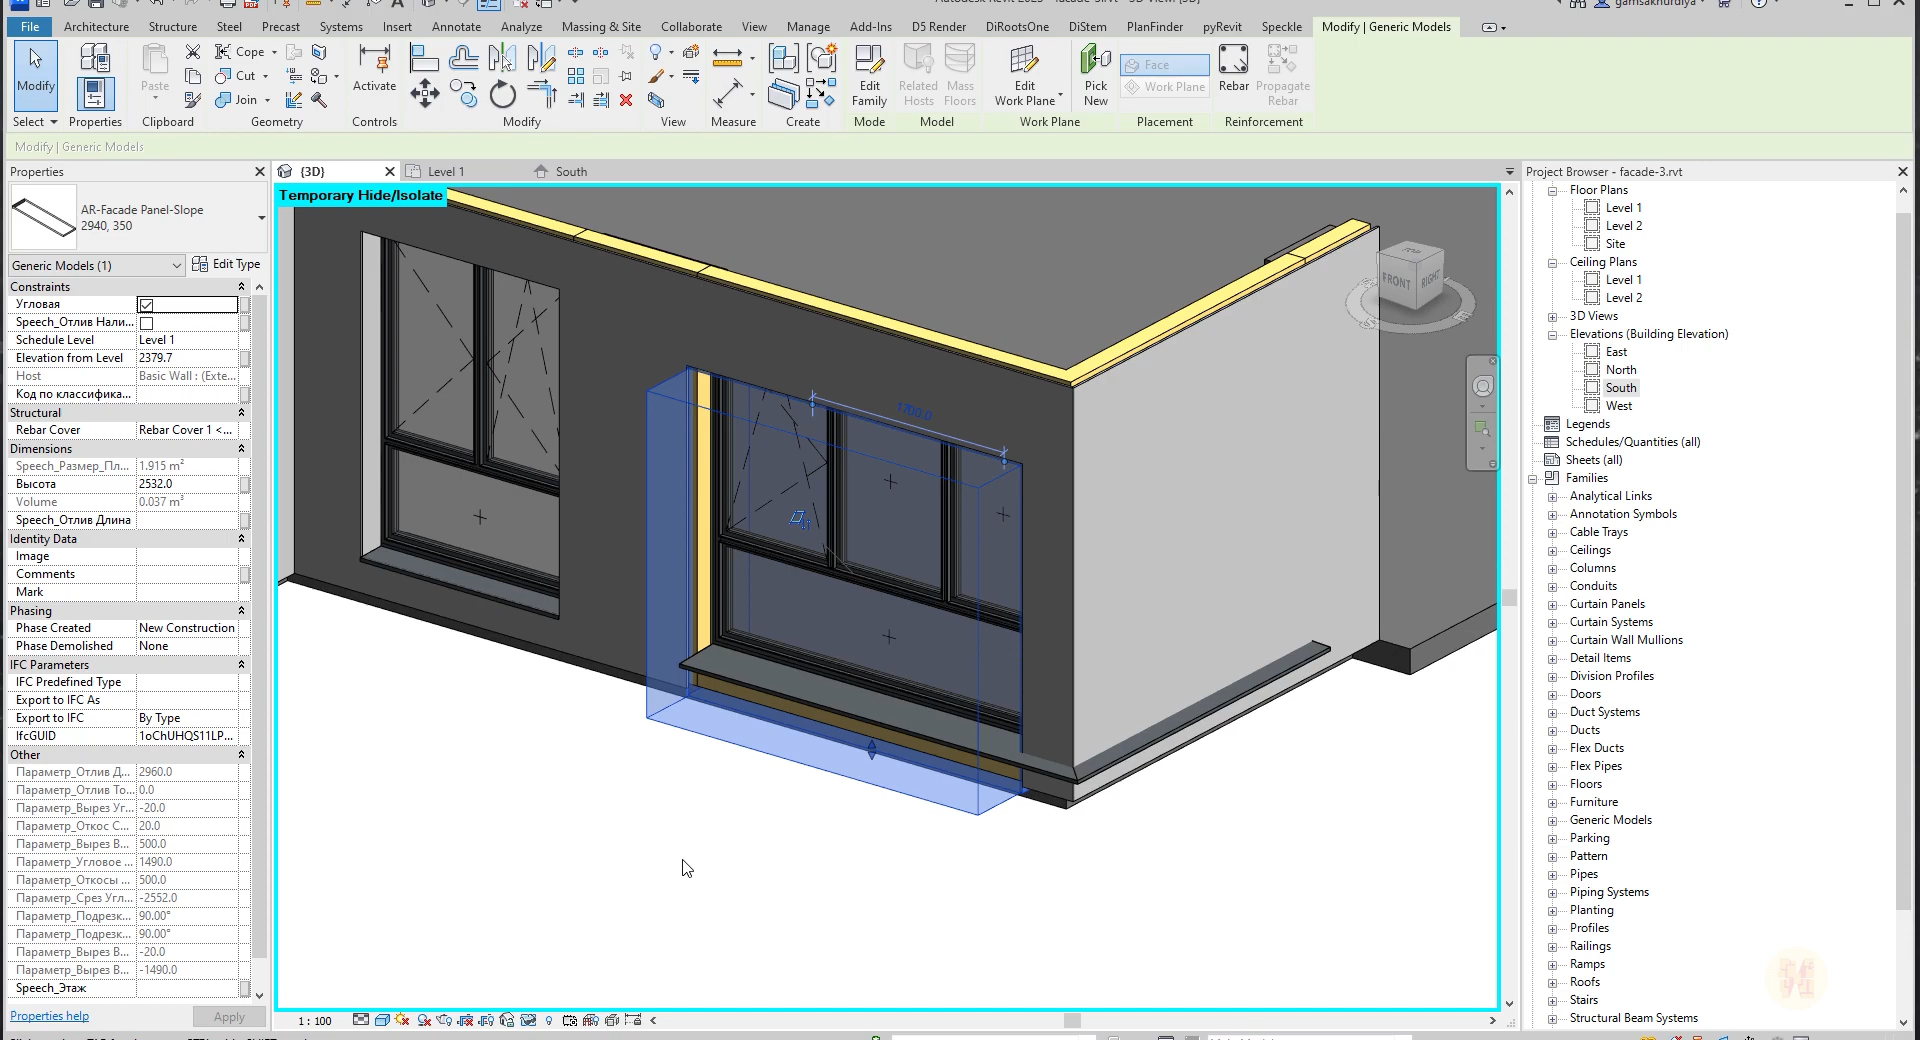 File Architecture Structure Steel Precast Systems Insert Annotate Analyze Massing & Site Collaborate View Manage Add-Ins D5 Render DiRootsOne DiStem PlanFinder pyRevit Speckle Modify | Generic Models
Modify
Paste
Cope
Cut
Join
Activate
Edit Family
Related Hosts
Mass Floors
Edit Work Plane
Pick New
Face
Work Plane
Rebar
Propagate Rebar
Select Properties Clipboard Geometry Controls Modify View Measure Create Mode Model Work Plane Placement Reinforcement
Modify | Generic Models
Properties
AR-Facade Panel-Slope
2940, 350
Generic Models (1) Edit Type
Constraints
Угловая
Speech_Отлив Нали...
Schedule Level Level 1
Elevation from Level 2379.7
Host Basic Wall : (Exte...
Код по классифика...
Structural
Rebar Cover Rebar Cover 1 <...
Dimensions
Speech_Размер_Пл... 1.915 m²
Высота 2532.0
Volume 0.037 m³
Speech_Отлив Длина
Identity Data
Image
Comments
Mark
Phasing
Phase Created New Construction
Phase Demolished None
IFC Parameters
IFC Predefined Type
Export to IFC As
Export to IFC By Type
IfcGUID 1oChUHQS11LP...
Other
Параметр_Отлив Д... 2960.0
Параметр_Отлив То... 0.0
Параметр_Вырез Уг... -20.0
Параметр_Откос С... 20.0
Параметр_Вырез В... 500.0
Параметр_Угловое ... 1490.0
Параметр_Откосы ... 500.0
Параметр_Срез Угл... -2552.0
Параметр_Подрезк... 90.00°
Параметр_Подрезк... 90.00°
Параметр_Вырез В... -20.0
Параметр_Вырез В... -1490.0
Speech_Этаж
Properties help Apply
{3D} Level 1 South
Temporary Hide/Isolate
1700.0
FRONT RIGHT
1 : 100
Project Browser - facade-3.rvt
Floor Plans
Level 1
Level 2
Site
Ceiling Plans
Level 1
Level 2
3D Views
Elevations (Building Elevation)
East
North
South
West
Legends
Schedules/Quantities (all)
Sheets (all)
Families
Analytical Links
Annotation Symbols
Cable Trays
Ceilings
Columns
Conduits
Curtain Panels
Curtain Systems
Curtain Wall Mullions
Detail Items
Division Profiles
Doors
Duct Systems
Ducts
Flex Ducts
Flex Pipes
Floors
Furniture
Generic Models
Parking
Pattern
Pipes
Piping Systems
Planting
Profiles
Railings
Ramps
Roofs
Stairs
Structural Beam Systems